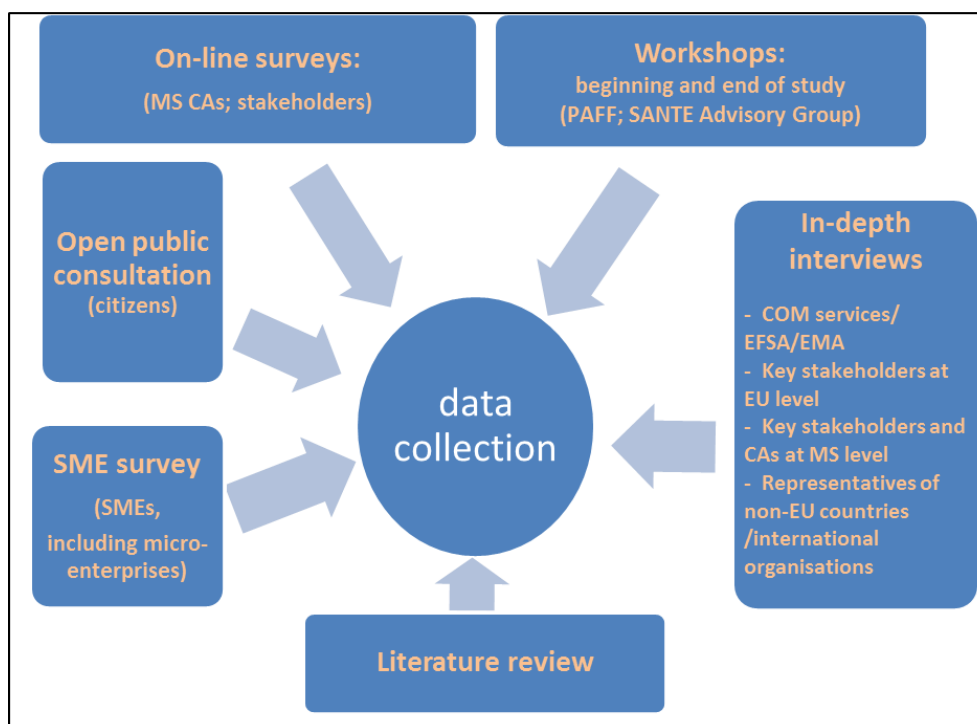 On-line surveys:
(MS CAs; stakeholders)
Workshops:
beginning and end of study
(PAFF; SANTE Advisory Group)
Open public
consultation
(citizens)
In-depth
interviews
- COM services/
EFSA/EMA
- Key stakeholders at
EU level
- Key stakeholders and
CAs at MS level
- Representatives of
non-EU countries
/international
organisations
data
collection
SME survey
(SMEs,
including micro-
enterprises)
Literature review